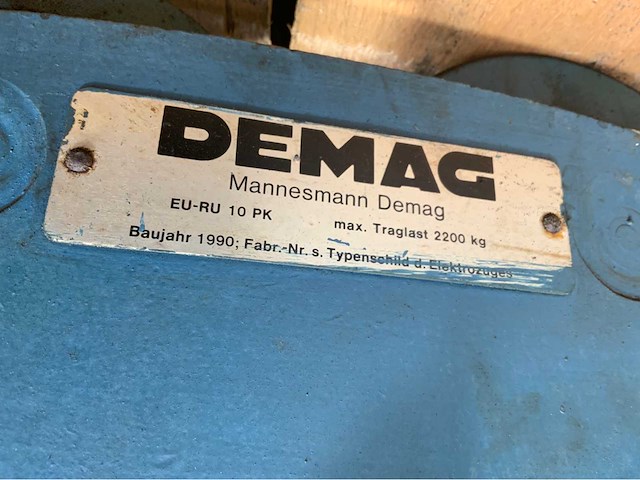 DEMAG
Mannesmann Demag
EU-RU 10 PK max. Traglast 2200 kg
Baujahr 1990; Fabr.-Nr. s. Typenschild d. Elektrozuges